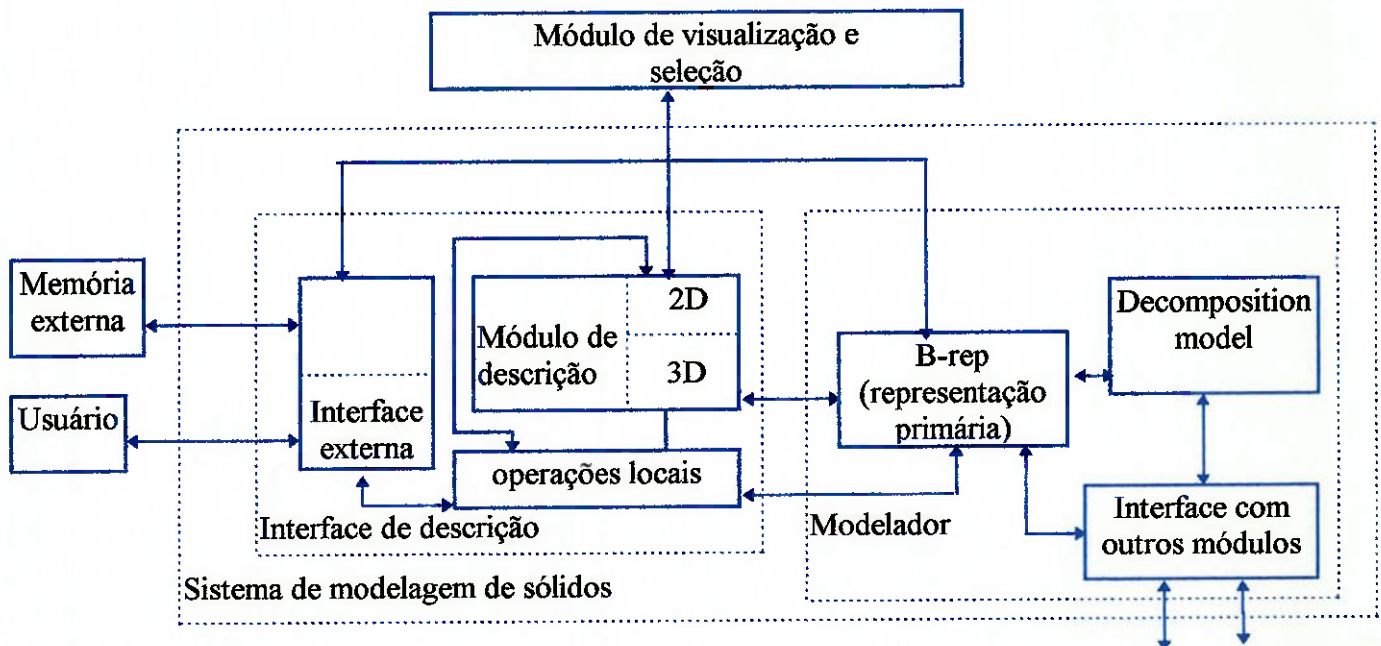 Módulo de visualização e
seleção
Memória
externa
Usuário
Interface
externa
Módulo de
descrição
2D
3D
operações locais
Interface de descrição
B-rep
(representação
primária)
Decomposition
model
Interface com
outros módulos
Modelador
Sistema de modelagem de sólidos